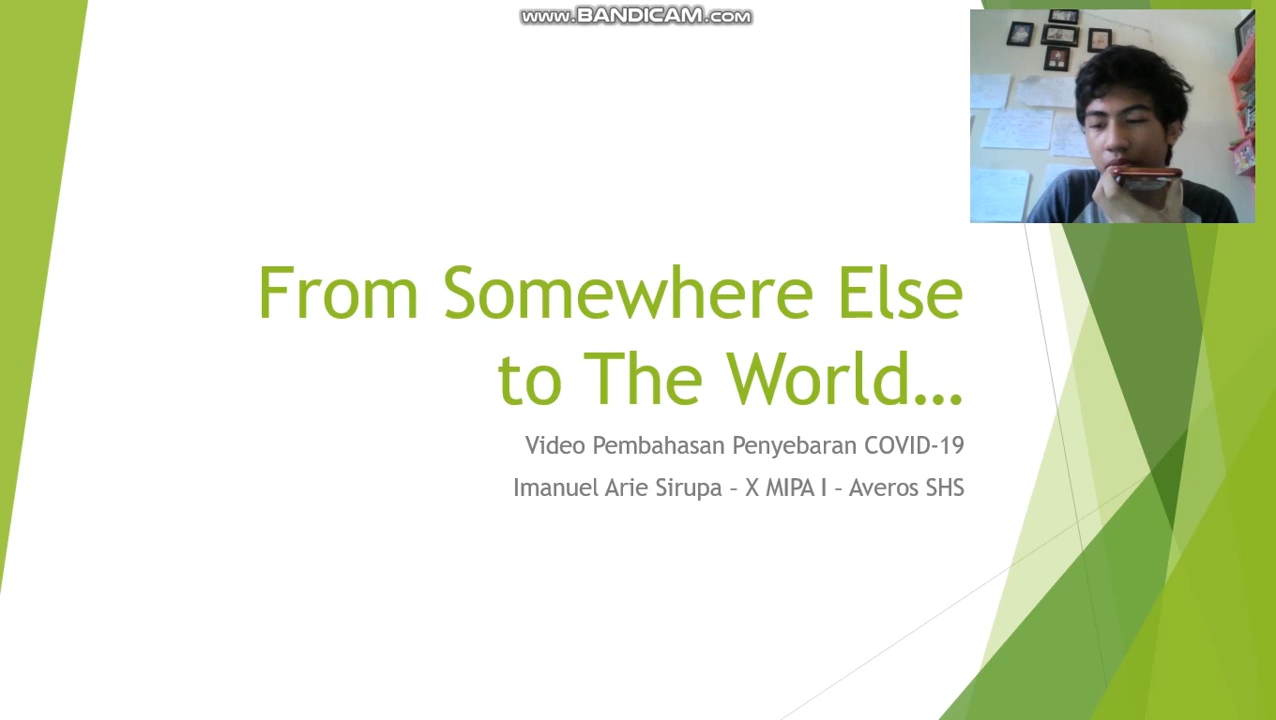 www.BANDICAM.com
From Somewhere Else
to The World…
Video Pembahasan Penyebaran COVID-19
Imanuel Arie Sirupa – X MIPA I – Averos SHS